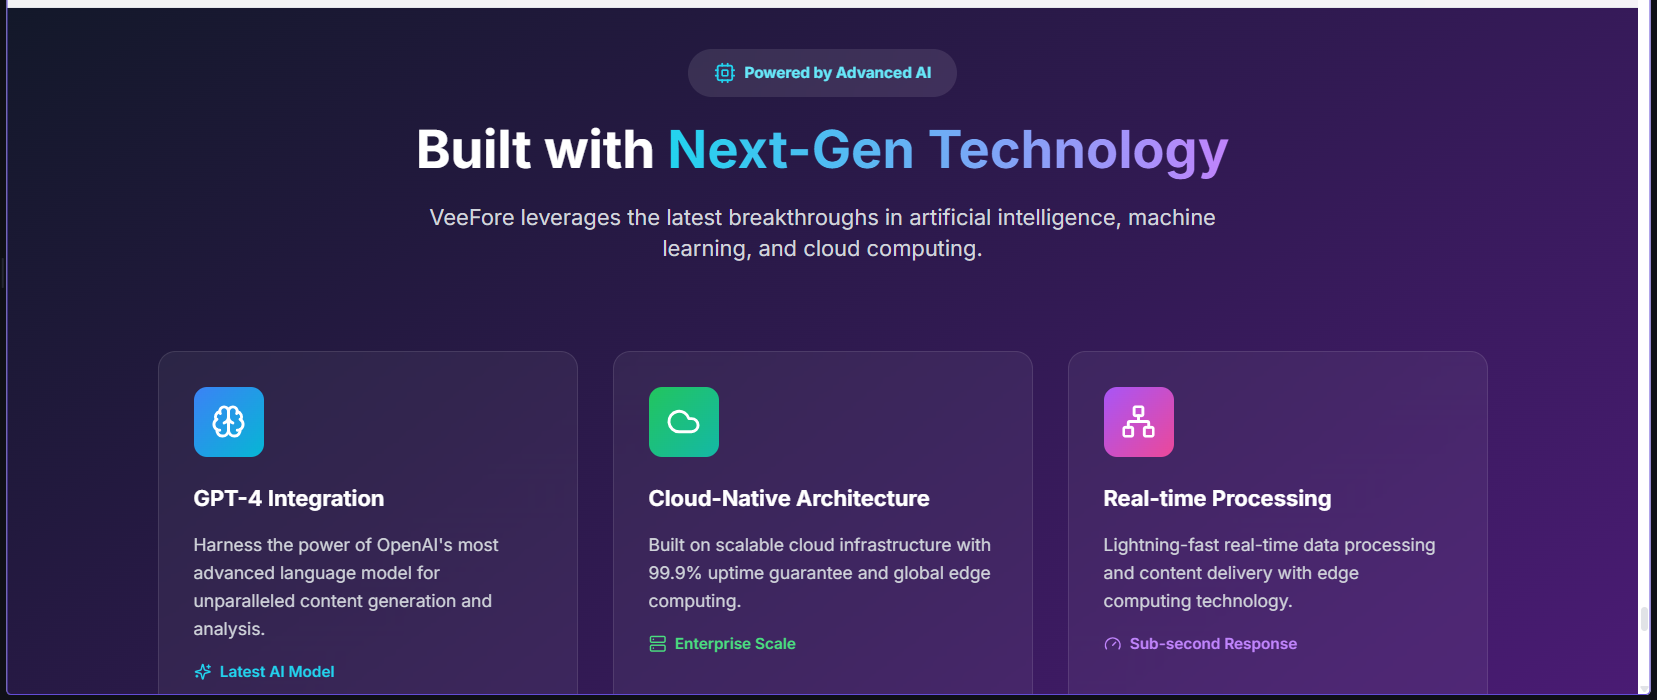 Powered by Advanced AI
Built with Next-Gen Technology
VeeFore leverages the latest breakthroughs in artificial intelligence, machine
learning, and cloud computing.
GPT-4 Integration
Harness the power of OpenAI's most
advanced language model for
unparalleled content generation and
analysis.
Latest AI Model
Cloud-Native Architecture
Built on scalable cloud infrastructure with
99.9% uptime guarantee and global edge
computing.
Enterprise Scale
Real-time Processing
Lightning-fast real-time data processing
and content delivery with edge
computing technology.
Sub-second Response